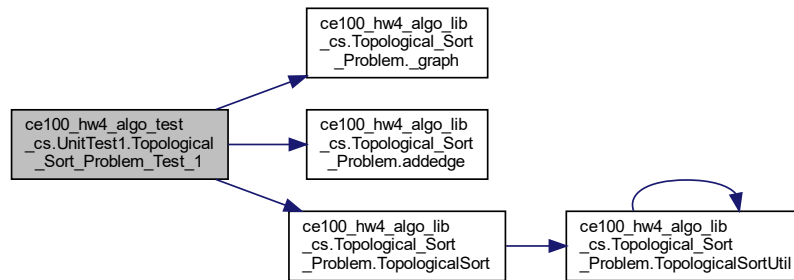 ce100_hw4_algo_lib
_cs.Topological_Sort
_Problem._graph
ce100_hw4_algo_test
_cs.UnitTest1.Topological
_Sort_Problem_Test_1
ce100_hw4_algo_lib
_cs.Topological_Sort
_Problem.addedge
ce100_hw4_algo_lib
_cs.Topological_Sort
_Problem.TopologicalSort
ce100_hw4_algo_lib
_cs.Topological_Sort
_Problem.TopologicalSortUtil